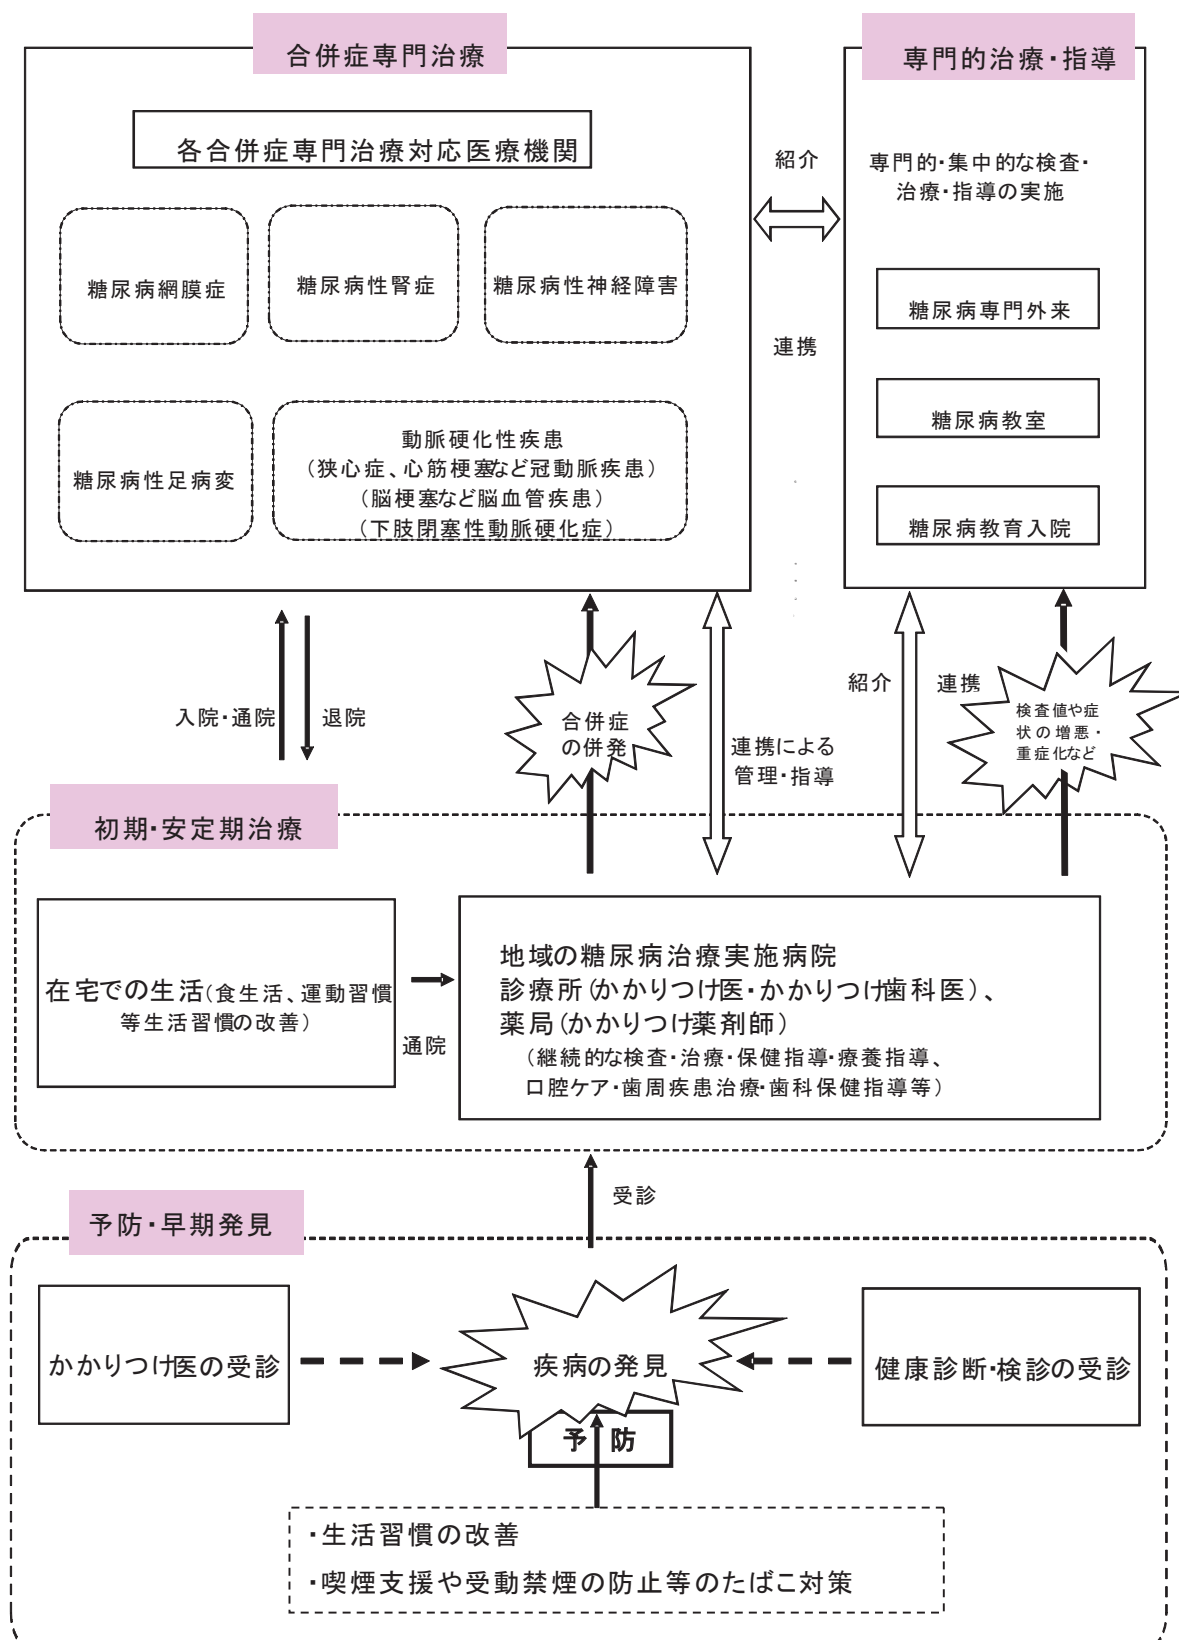 合併症専門治療
専門的治療・指導
各合併症専門治療対応医療機関
糖尿病網膜症
糖尿病性腎症
糖尿病性神経障害
糖尿病性足病変
動脈硬化性疾患
（狭心症、心筋梗塞など冠動脈疾患）
（脳梗塞など脳血管疾患）
（下肢閉塞性動脈硬化症）
紹介
連携
専門的・集中的な検査・
治療・指導の実施
糖尿病専門外来
糖尿病教室
糖尿病教育入院
入院・通院
退院
合併症
の併発
連携による
管理・指導
紹介
連携
検査値や症
状の増悪・
重症化など
初期・安定期治療
在宅での生活（食生活、運動習慣
等生活習慣の改善）
通院
地域の糖尿病治療実施病院
診療所（かかりつけ医・かかりつけ歯科医）、
薬局（かかりつけ薬剤師）
（継続的な検査・治療・保健指導・療養指導、
口腔ケア・歯周疾患治療・歯科保健指導等）
受診
予防・早期発見
かかりつけ医の受診
疾病の発見
健康診断・検診の受診
予防
・生活習慣の改善
・喫煙支援や受動禁煙の防止等のたばこ対策